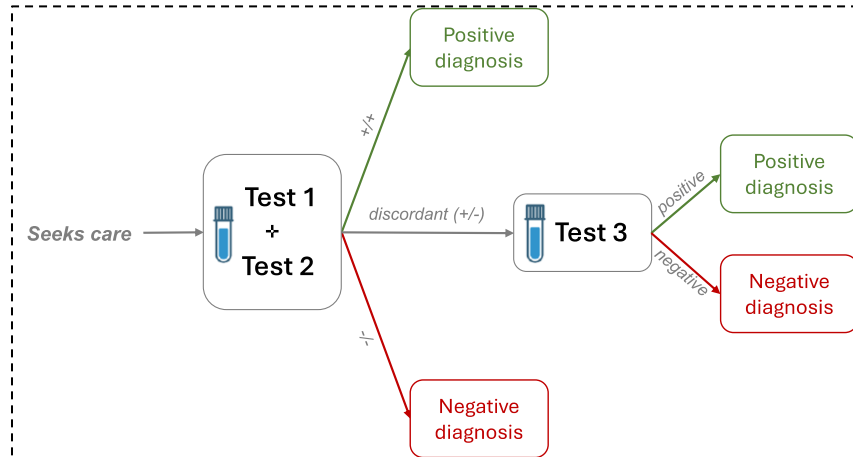 Positive
diagnosis
+/+
Test 1
+
Test 2
Seeks care
discordant (+/-)
Test 3
positive
Positive
diagnosis
negative
Negative
diagnosis
-/-
Negative
diagnosis